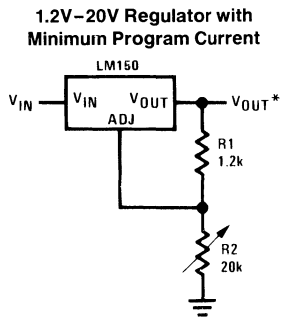 1.2V–20V Regulator with
Minimum Program Current
LM150
VIN
VIN
VOUT
VOUT*
ADJ
R1
1.2k
R2
20k